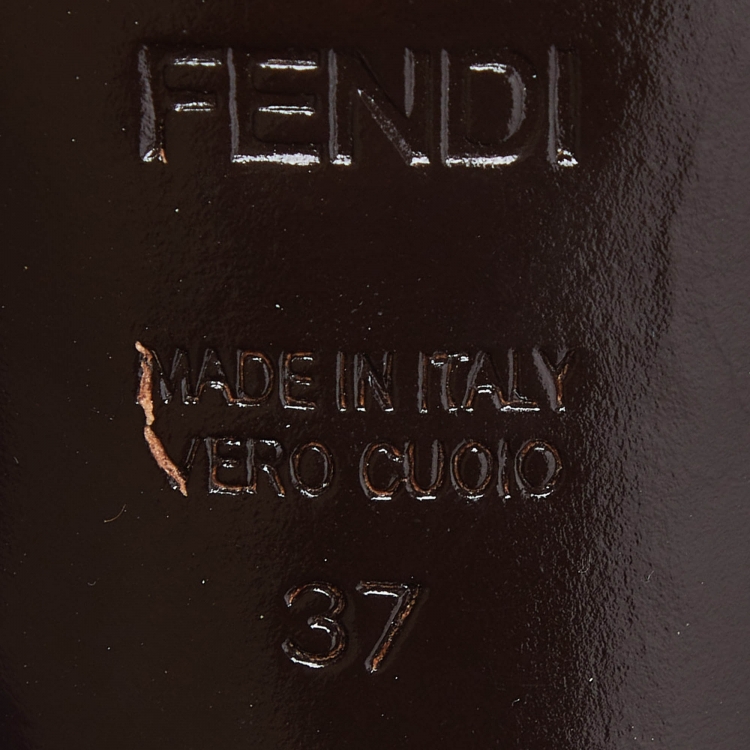 FENDI
MADE IN ITALY
VERO CUOIO
37